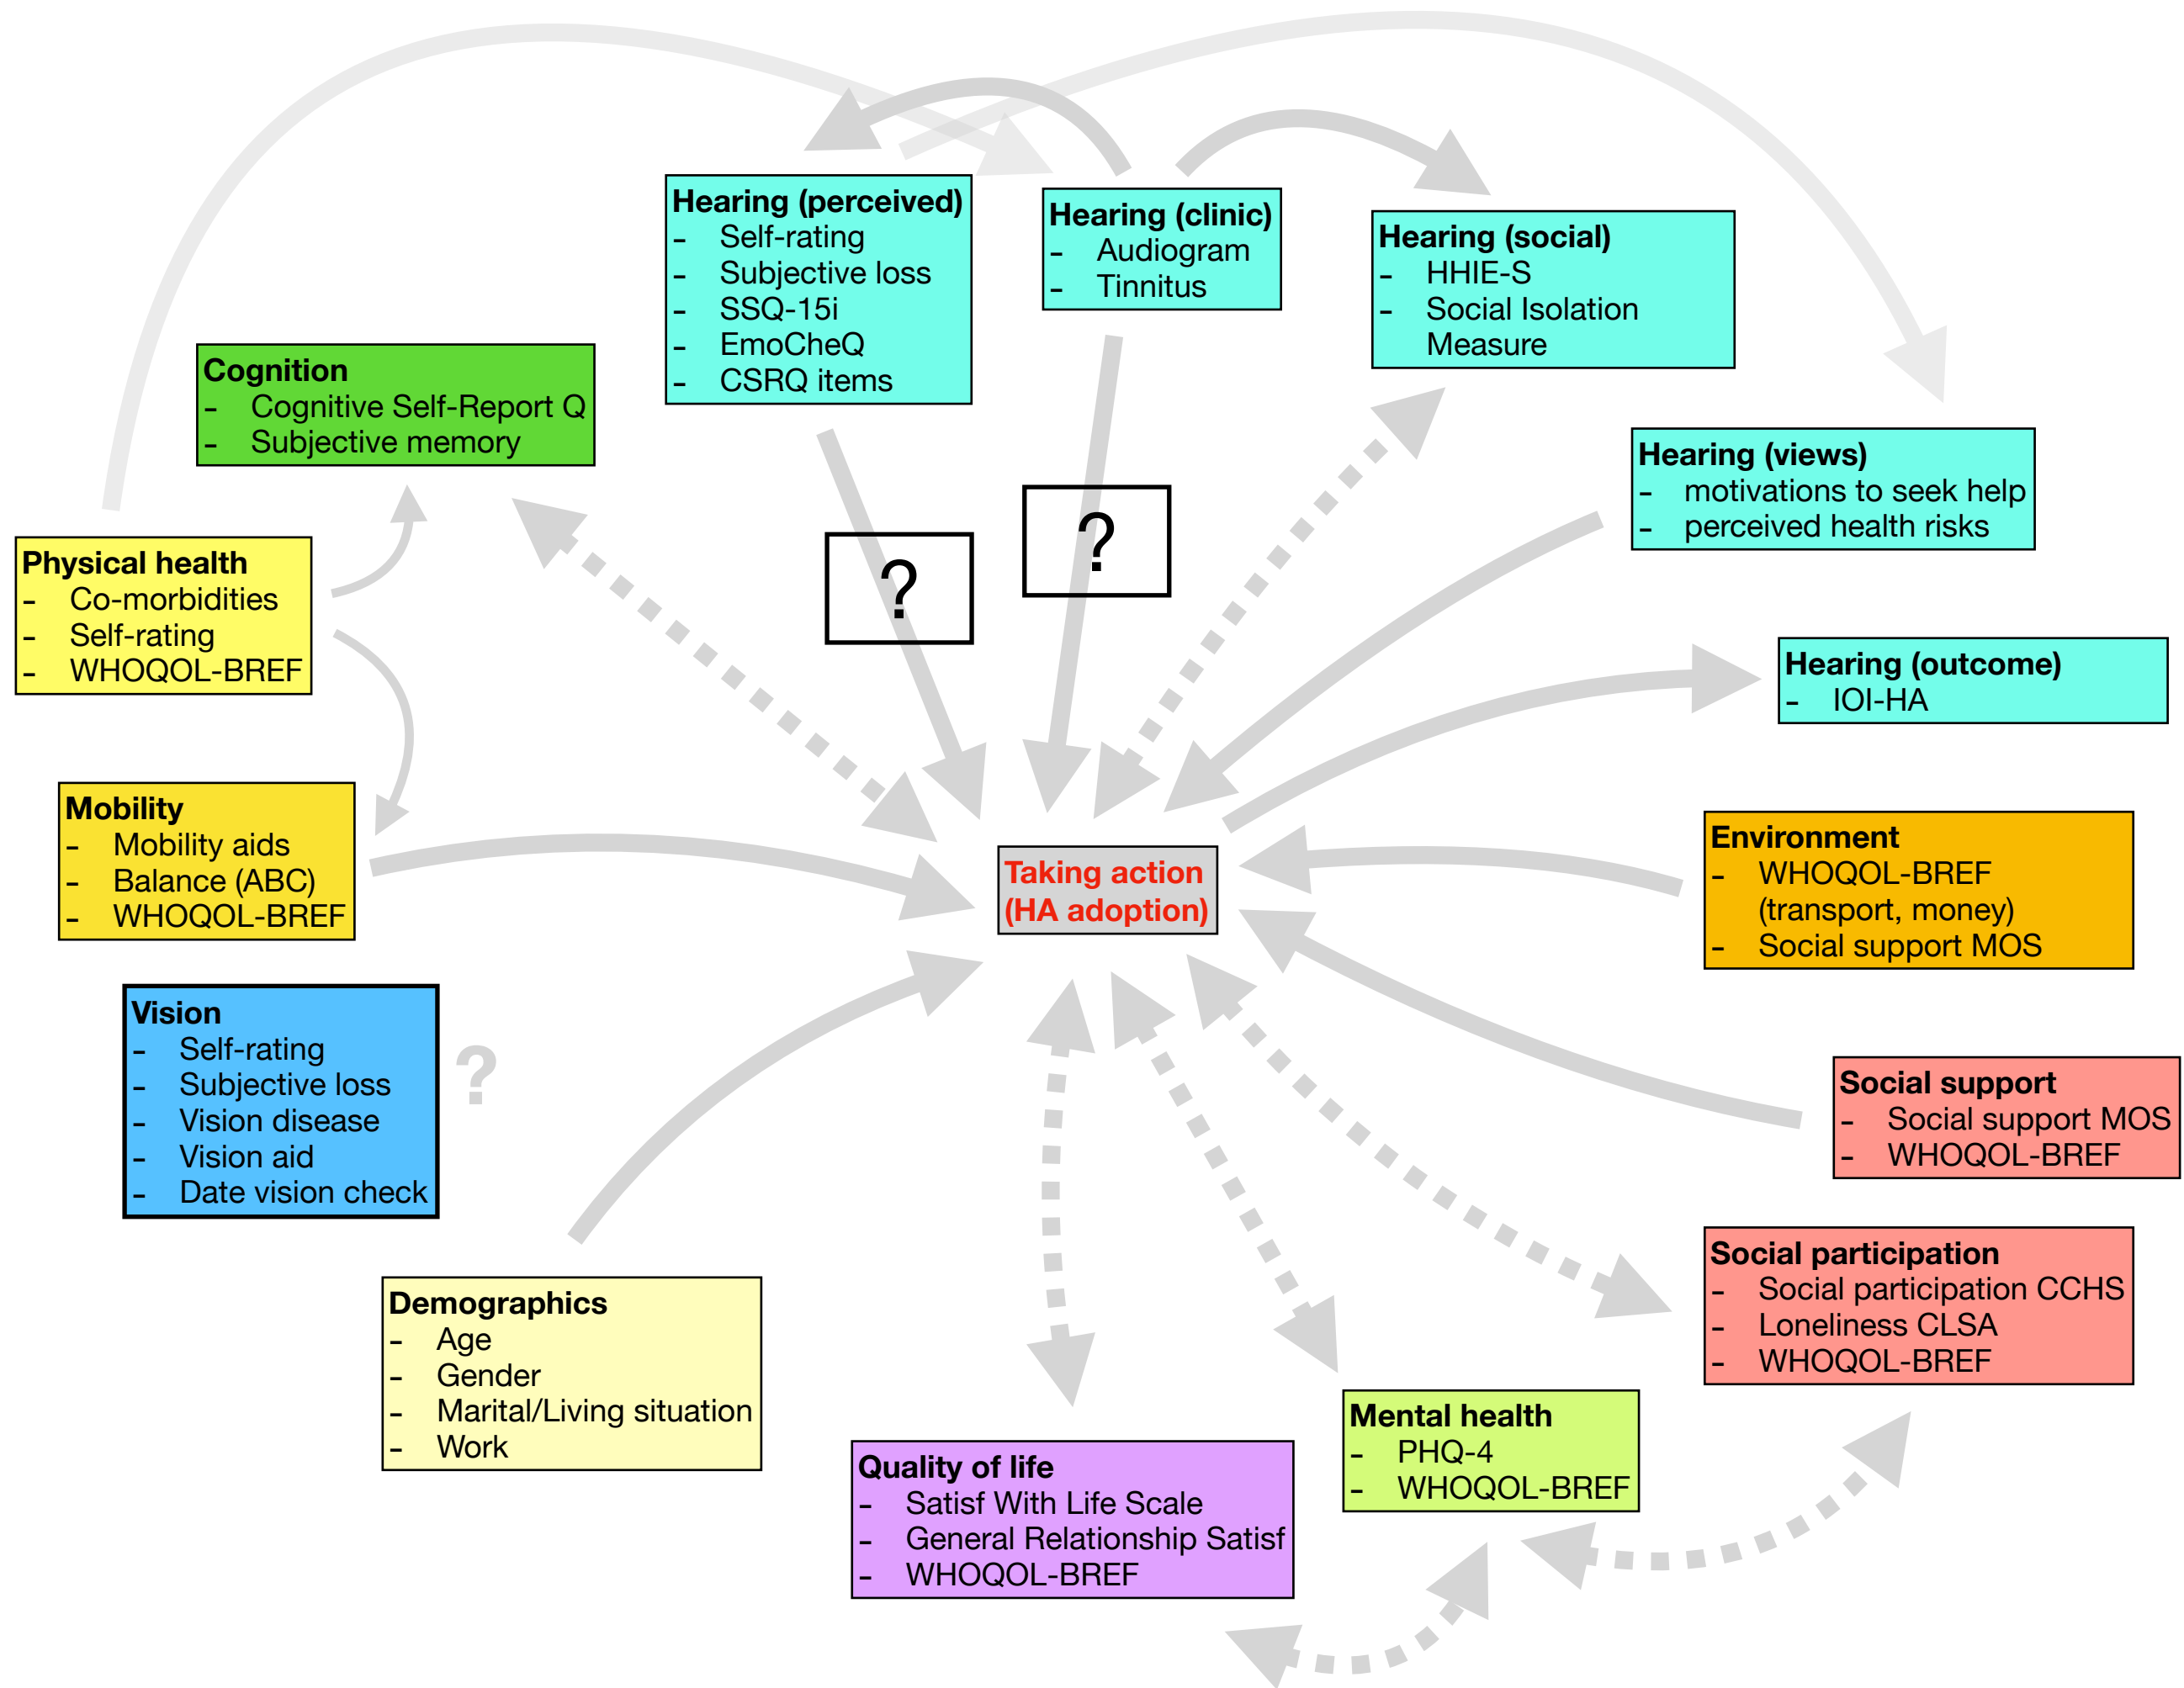 Hearing (perceived)
- Self-rating
- Subjective loss
- SSQ-15i
- EmoCheQ
- CSRQ items
Hearing (clinic)
- Audiogram
- Tinnitus
Hearing (social)
- HHIE-S
- Social Isolation
Measure
Cognition
- Cognitive Self-Report Q
- Subjective memory
Hearing (views)
- motivations to seek help
- perceived health risks
?
?
Physical health
- Co-morbidities
- Self-rating
- WHOQOL-BREF
Hearing (outcome)
- IOI-HA
Mobility
- Mobility aids
- Balance (ABC)
- WHOQOL-BREF
Taking action
(HA adoption)
Environment
- WHOQOL-BREF
(transport, money)
- Social support MOS
Vision
- Self-rating
- Subjective loss
- Vision disease
- Vision aid
- Date vision check
?
Social support
- Social support MOS
- WHOQOL-BREF
Social participation
- Social participation CCHS
- Loneliness CLSA
- WHOQOL-BREF
Demographics
- Age
- Gender
- Marital/Living situation
- Work
Mental health
- PHQ-4
- WHOQOL-BREF
Quality of life
- Satisf With Life Scale
- General Relationship Satisf
- WHOQOL-BREF